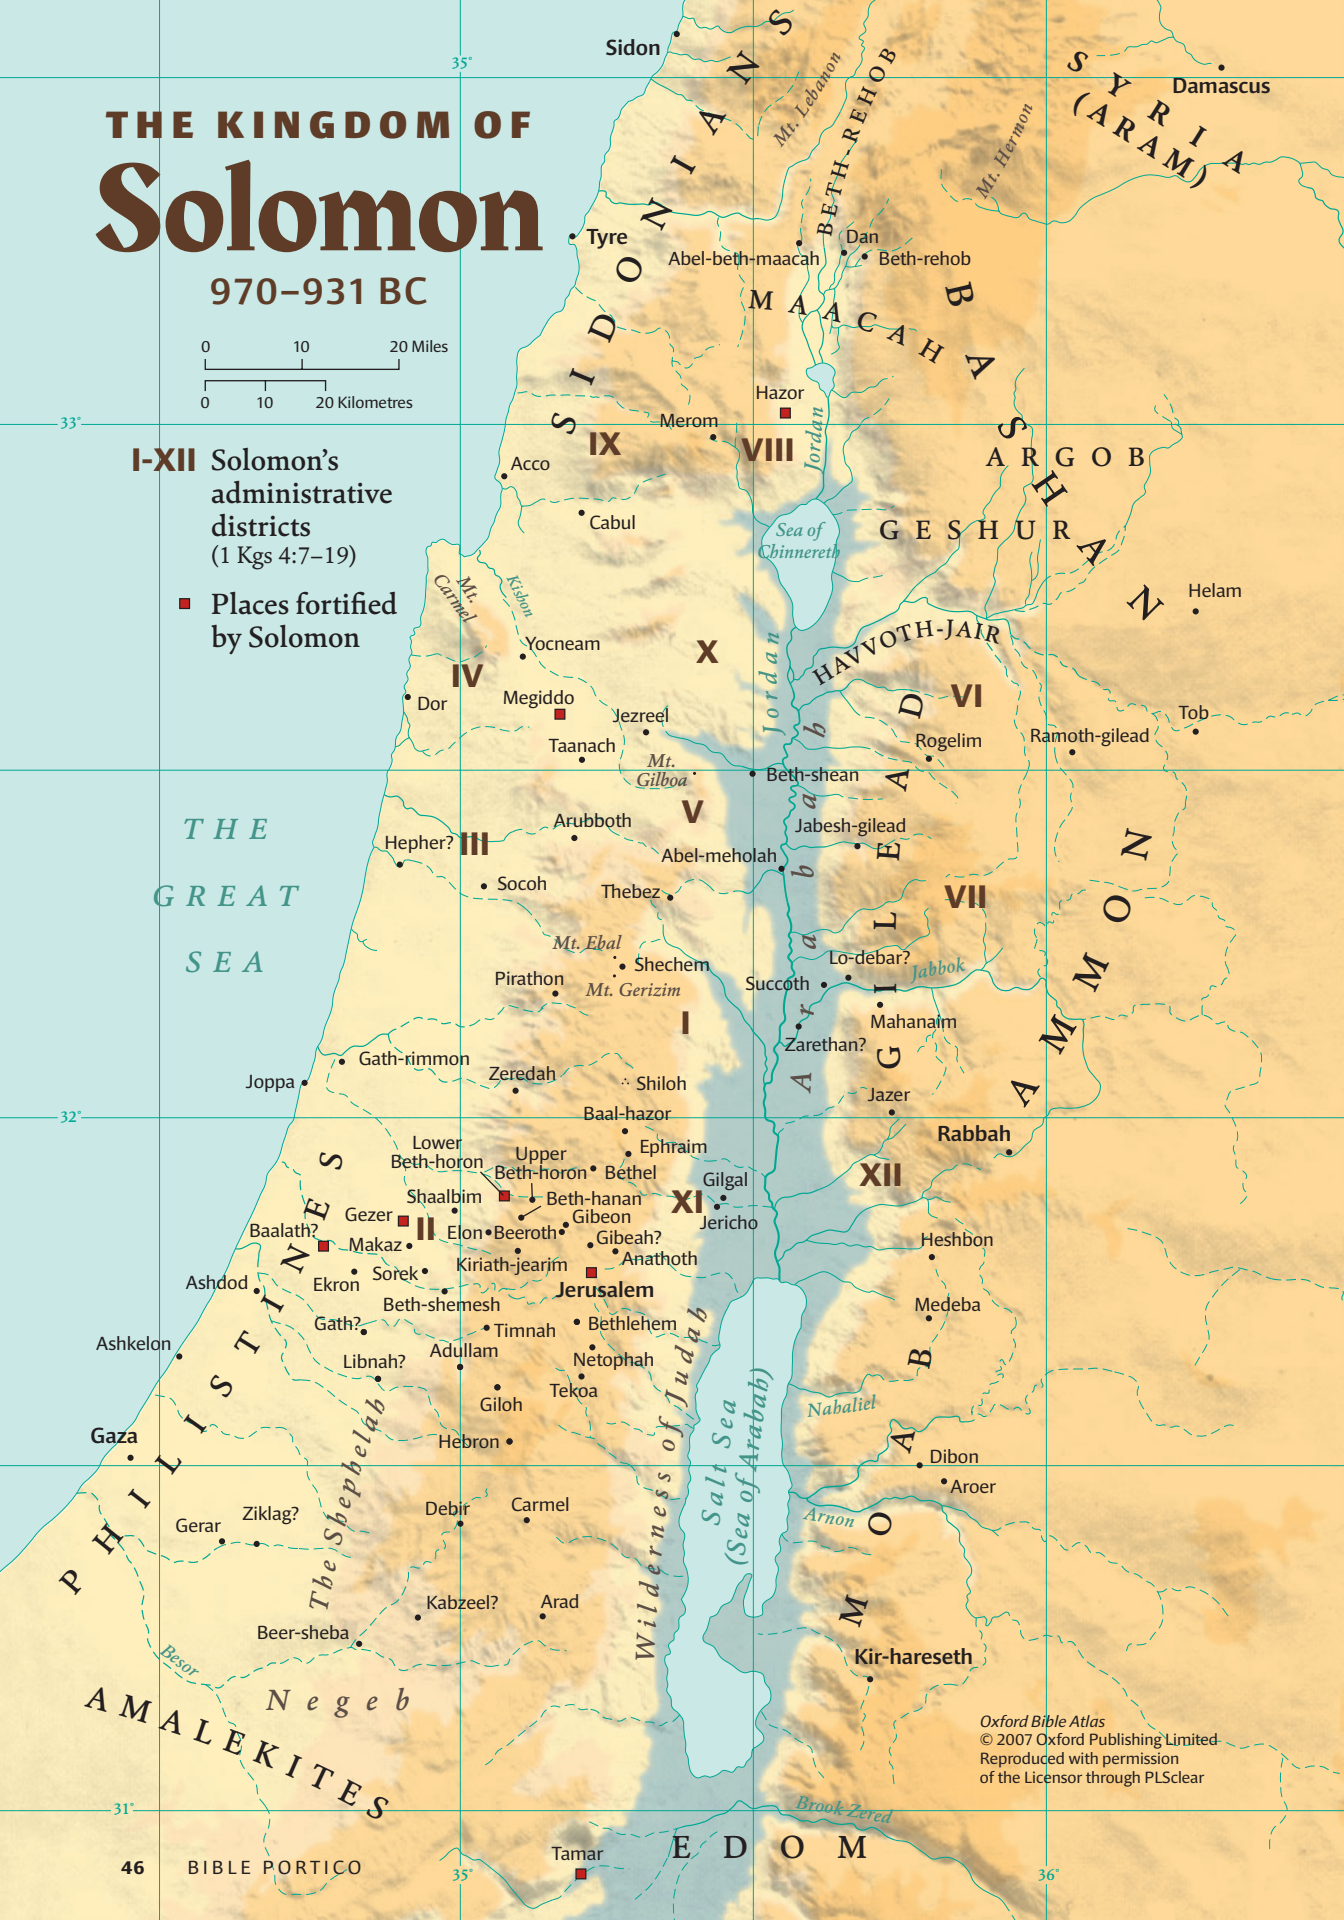 THE KINGDOM OF
Solomon
970–931 BC
0 10 20 Miles
0 10 20 Kilometres
I-XII Solomon's
administrative
districts
(1 Kgs 4:7–19)
Places fortified
by Solomon
35°
Sidon
Damascus
SYRIA
(ARAM)
SIDONIANS
Mt. Lebanon
BETH-REHOB
Mt. Hermon
Tyre
Abel-beth-maacah
Dan
Beth-rehob
MAACAH
BASHAN
33°
Hazor
Merom
Jordan
IX
VIII
ARGOB
Acco
Cabul
Sea of
Chinnereth
GESHUR
Mt.
Carmel
Kishon
Helam
Yocneam
X
HAVVOTH-JAIR
Jordan
IV
VI
Dor
Megiddo
Jezreel
Tob
Taanach
Rogelim
Ramoth-gilead
Mt.
Gilboa
Beth-shean
V
THE
GREAT
SEA
Arubboth
Jabesh-gilead
Hepher?
III
Abel-meholah
Socoh
Thebez
VII
GILEAD
AMMON
Arabah
Mt. Ebal
Shechem
Lo-debar?
Jabbok
Pirathon
Mt. Gerizim
Succoth
I
Mahanaim
Zarethan?
Gath-rimmon
Joppa
Zeredah
Shiloh
Jazer
32°
Baal-hazor
Rabbah
Lower
Beth-horon
Upper
Beth-horon
Ephraim
Bethel
XII
Gilgal
Shaalbim
Beth-hanan
XI
Gezer
II
Gibeon
Jericho
Baalath?
Makaz
Elon
Beeroth
Gibeah?
Heshbon
Kiriath-jearim
Anathoth
Ashdod
Ekron
Sorek
Jerusalem
Beth-shemesh
Medeba
Gath?
Timnah
Bethlehem
Ashkelon
Libnah?
Adullam
Netophah
Tekoa
Giloh
Nahaliel
PHILISTINES
Gaza
Hebron
Wilderness of Judah
Salt Sea
(Sea of Arabah)
MOAB
Dibon
Aroer
The Shephelah
Debir
Carmel
Arnon
Gerar
Ziklag?
Kabzeel?
Arad
Beer-sheba
Besor
Kir-hareseth
Negeb
AMALEKITES
Oxford Bible Atlas
© 2007 Oxford Publishing Limited
Reproduced with permission
of the Licensor through PLSclear
31°
Brook Zered
EDOM
Tamar
46 BIBLE PORTICO
35°
36°